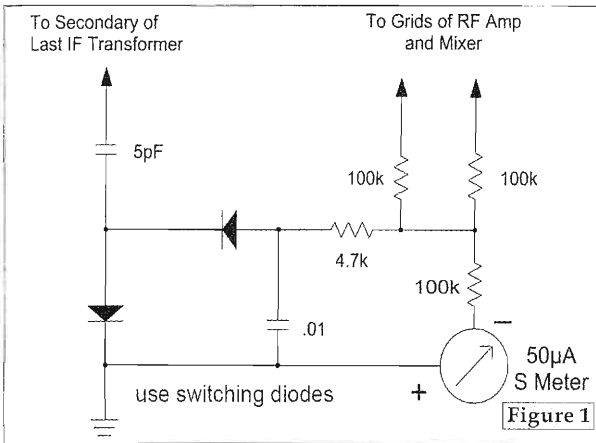 To Secondary of
Last IF Transformer
To Grids of RF Amp
and Mixer
5pF
100k
100k
4.7k
100k
.01
−
50µA
S Meter
+
use switching diodes
Figure 1